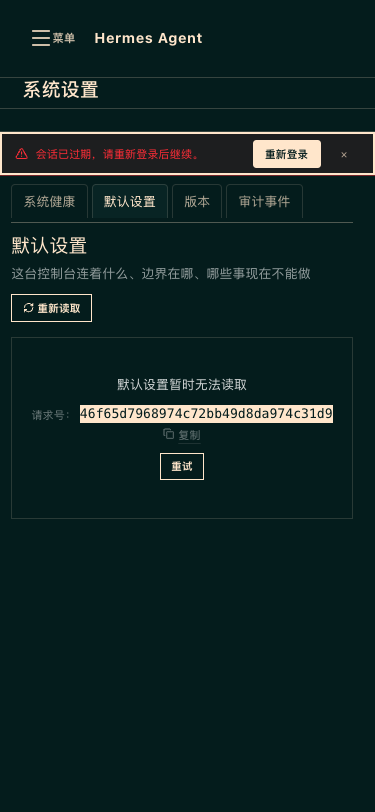 菜单 Hermes Agent
系统设置
会话已过期，请重新登录后继续。 重新登录 ×
系统健康 默认设置 版本 审计事件
默认设置
这台控制台连着什么、边界在哪、哪些事现在不能做
重新读取
默认设置暂时无法读取
请求号： 46f65d7968974c72bb49d8da974c31d9
复制
重试